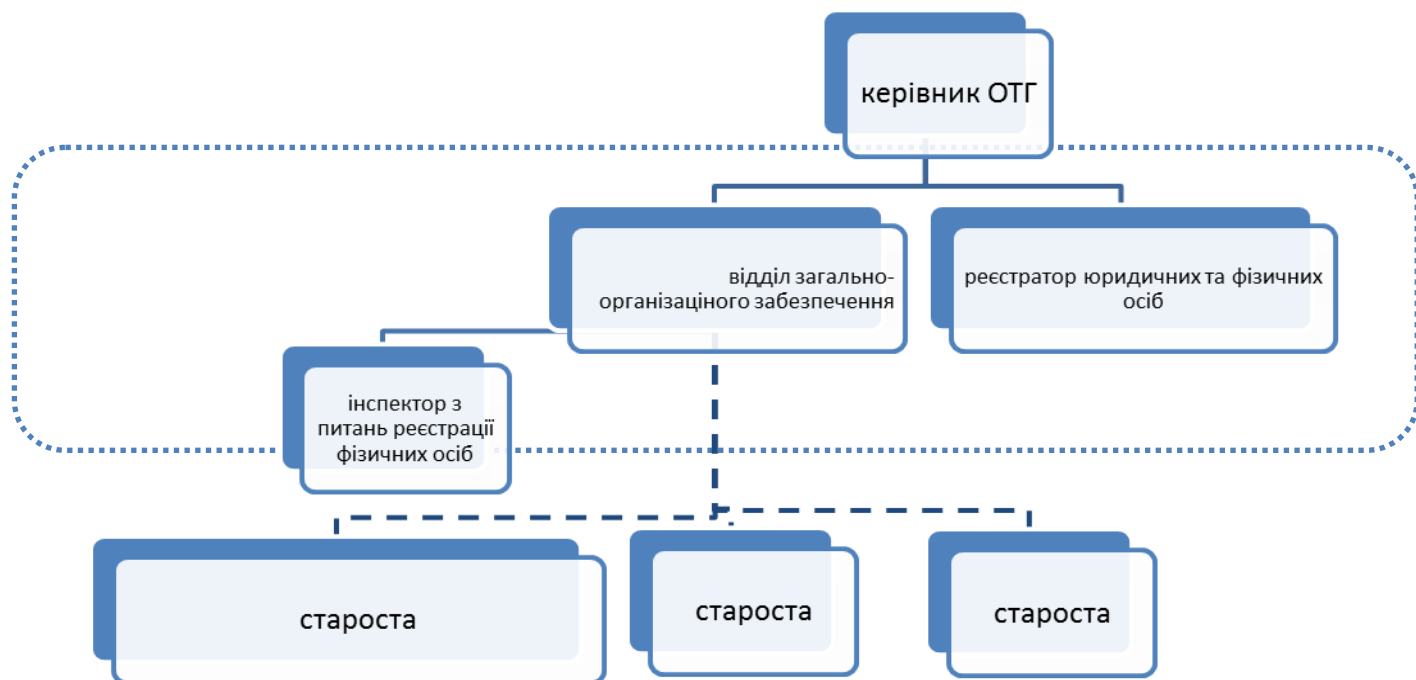 керівник ОТГ
відділ загально-
організаціного забезпечення
реєстратор юридичних та фізичних
осіб
інспектор з
питань реєстрації
фізичних осіб
староста
староста
староста